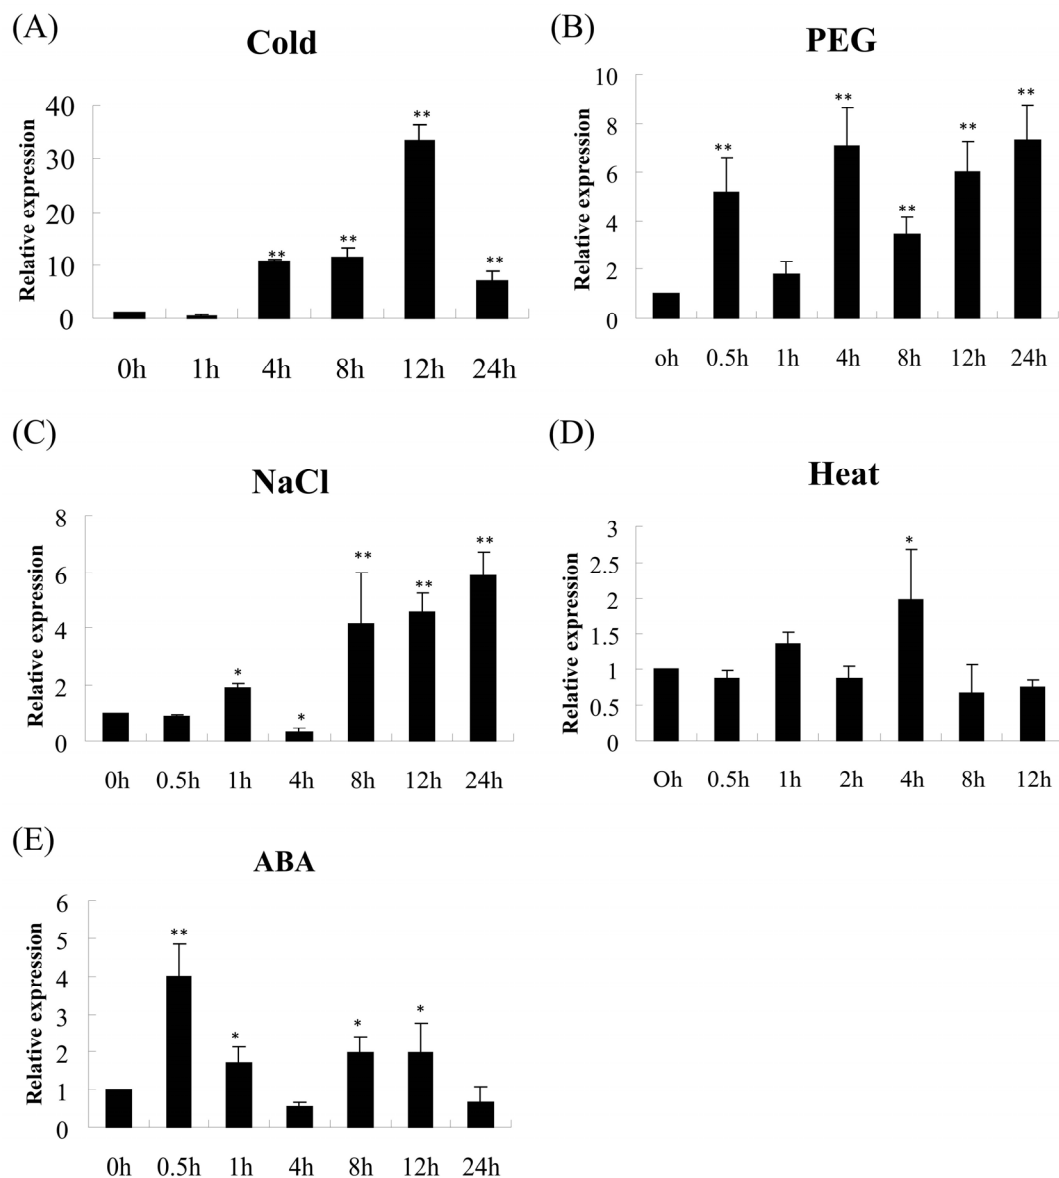 (A)
Cold
Relative expression
40
30
20
10
0
** ** ** **
0h 1h 4h 8h 12h 24h
(B)
PEG
Relative expression
10
8
6
4
2
0
** ** ** ** **
oh 0.5h 1h 4h 8h 12h 24h
(C)
NaCl
Relative expression
8
6
4
2
0
* * ** ** **
0h 0.5h 1h 4h 8h 12h 24h
(D)
Heat
Relative expression
3
2.5
2
1.5
1
0.5
0
*
Oh 0.5h 1h 2h 4h 8h 12h
(E)
ABA
Relative expression
6
5
4
3
2
1
0
** * * *
0h 0.5h 1h 4h 8h 12h 24h